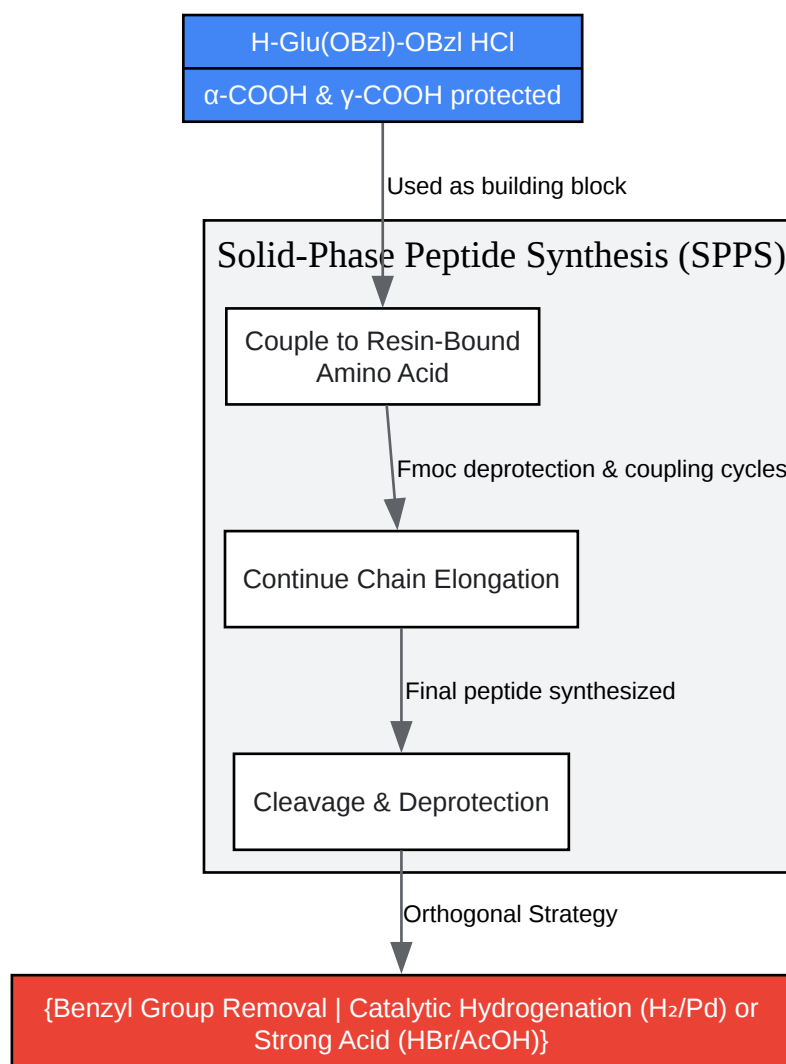 H-Glu(OBzl)-OBzl HCl
α-COOH & γ-COOH protected
Used as building block
Solid-Phase Peptide Synthesis (SPPS)
Couple to Resin-Bound
Amino Acid
Fmoc deprotection & coupling cycles
Continue Chain Elongation
Final peptide synthesized
Cleavage & Deprotection
Orthogonal Strategy
{Benzyl Group Removal | Catalytic Hydrogenation (H₂/Pd) or
Strong Acid (HBr/AcOH)}